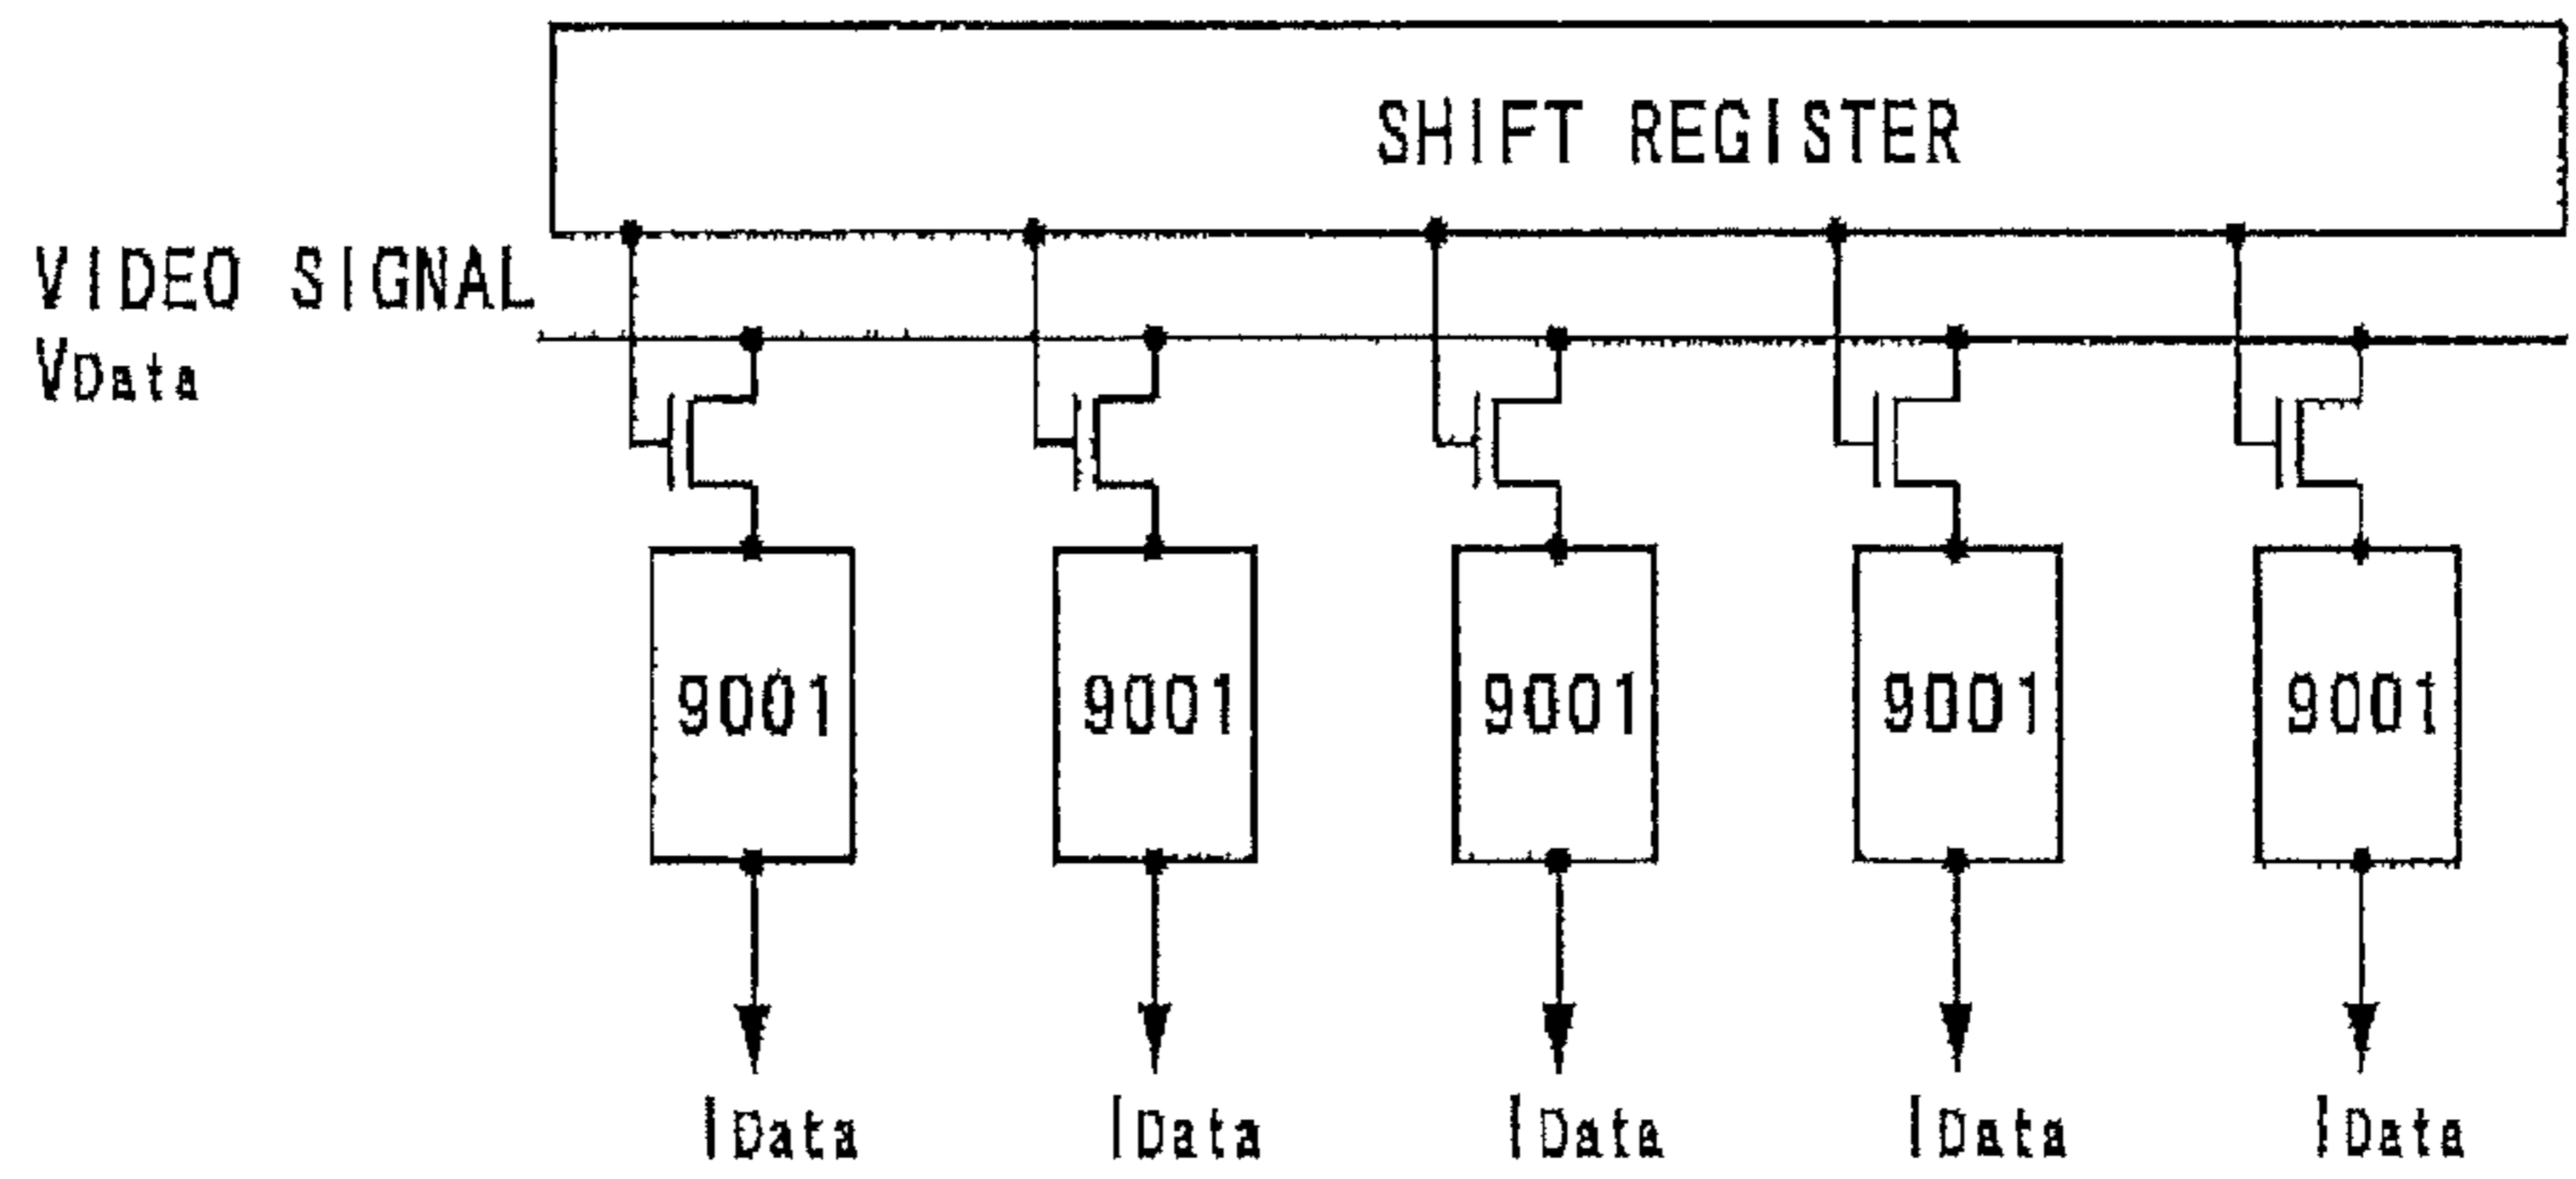 SHIFT REGISTER
VIDEO SIGNAL
VData
9001 9001 9001 9001 9001
IData IData IData IData IData